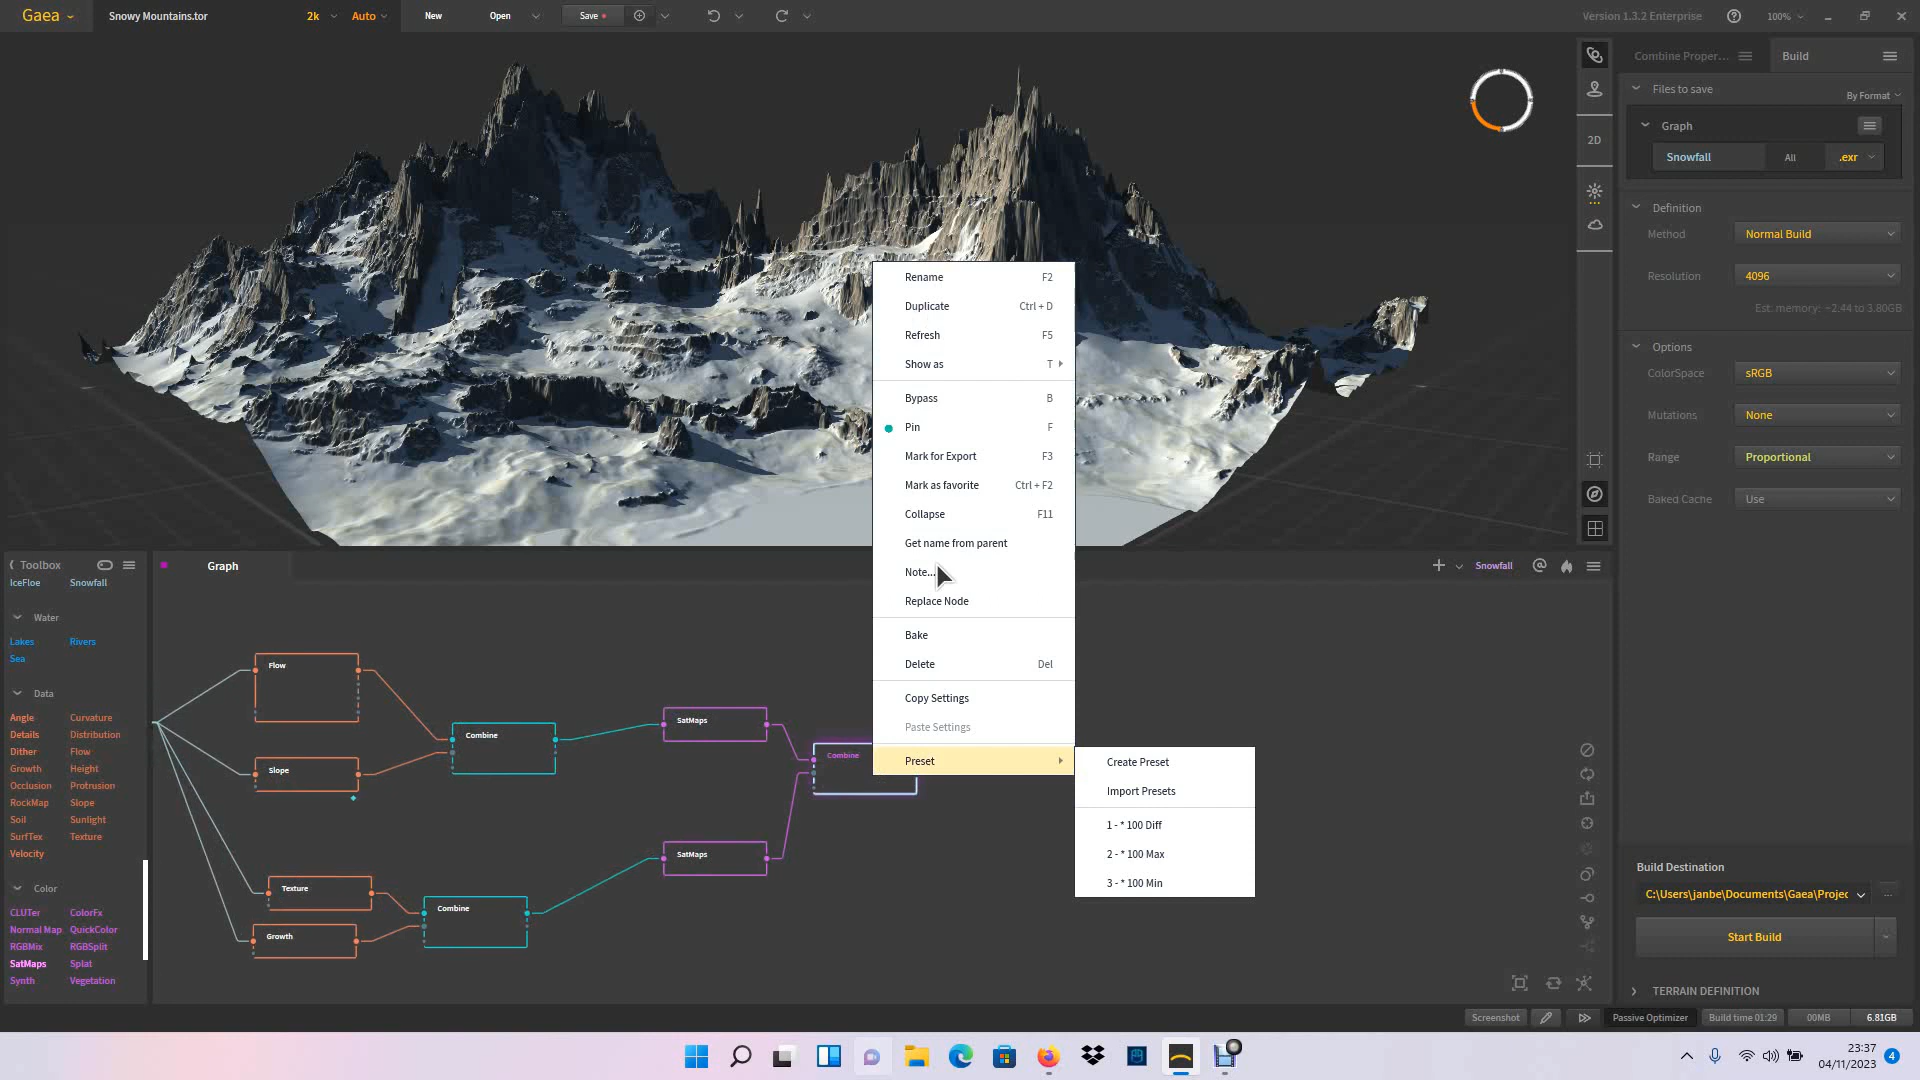 Gaea
Snowy Mountains.tor
2k
Auto
New
Open
Save
Version 1.3.2 Enterprise
100%
Combine Proper...
Build
Files to save
By Format
Graph
Snowfall
All
.exr
Definition
Method
Normal Build
Resolution
4096
Est. memory: ~2.44 to 3.80GB
Options
ColorSpace
sRGB
Mutations
None
Range
Proportional
Baked Cache
Use
2D
Rename F2
Duplicate Ctrl + D
Refresh F5
Show as T
Bypass B
Pin F
Mark for Export F3
Mark as favorite Ctrl + F2
Collapse F11
Get name from parent
Note...
Replace Node
Bake
Delete Del
Copy Settings
Paste Settings
Preset
Create Preset
Import Presets
1 - * 100 Diff
2 - * 100 Max
3 - * 100 Min
Toolbox
IceFloe Snowfall
Water
Lakes Rivers
Sea
Data
Angle Curvature
Details Distribution
Dither Flow
Growth Height
Occlusion Protrusion
RockMap Slope
Soil Sunlight
SurfTex Texture
Velocity
Color
CLUTer ColorFx
Normal Map QuickColor
RGBMix RGBSplit
SatMaps Splat
Synth Vegetation
Graph
Snowfall
Flow
Slope
Combine
SatMaps
Combine
SatMaps
Texture
Growth
Combine
Build Destination
C:\Users\janbe\Documents\Gaea\Projec
...
Start Build
TERRAIN DEFINITION
Screenshot
Passive Optimizer
Build time 01:29
00MB
6.81GB
23:37
04/11/2023
4